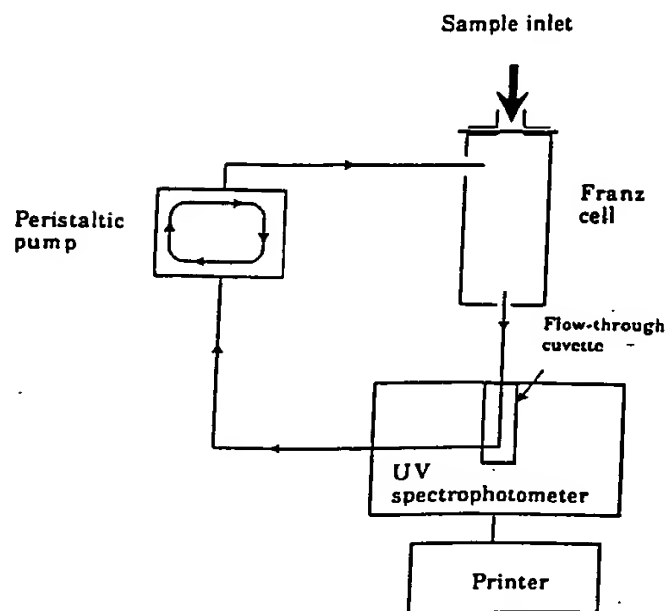 Sample inlet
Peristaltic
pump
Franz
cell
Flow-through
cuvette
UV
spectrophotometer
Printer